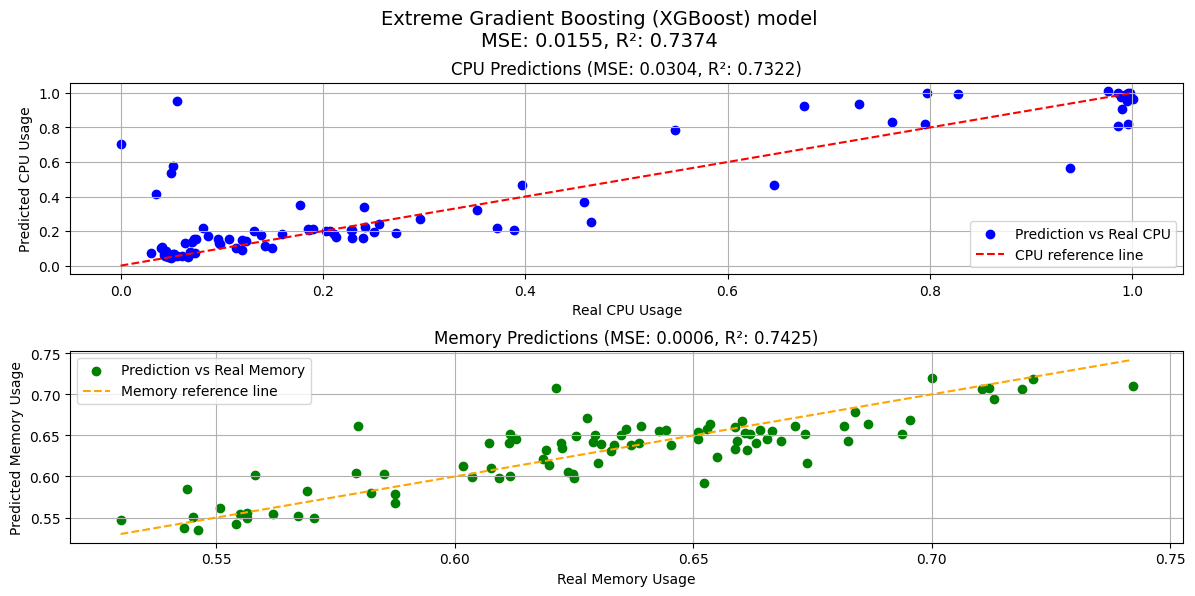 Extreme Gradient Boosting (XGBoost) model
MSE: 0.0155, R²: 0.7374
CPU Predictions (MSE: 0.0304, R²: 0.7322)
Predicted CPU Usage
1.0
0.8
0.6
0.4
0.2
0.0
Prediction vs Real CPU
CPU reference line
0.0 0.2 0.4 0.6 0.8 1.0
Real CPU Usage
Memory Predictions (MSE: 0.0006, R²: 0.7425)
Predicted Memory Usage
0.75
0.70
0.65
0.60
0.55
Prediction vs Real Memory
Memory reference line
0.55 0.60 0.65 0.70 0.75
Real Memory Usage